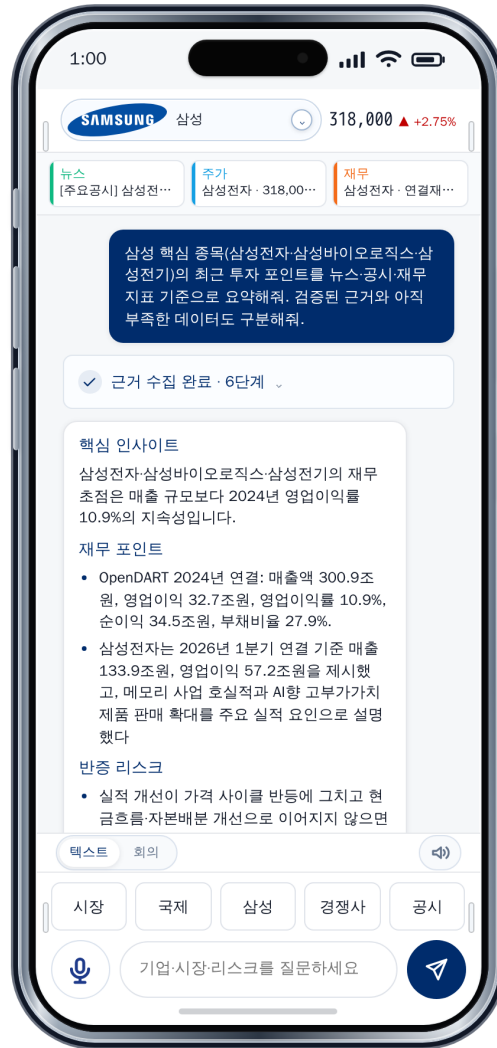 1:00
SAMSUNG 삼성 318,000 ▲ +2.75%
뉴스
[주요공시] 삼성전…
주가
삼성전자 · 318,00…
재무
삼성전자 · 연결재…
삼성 핵심 종목(삼성전자·삼성바이오로직스·삼
성전기)의 최근 투자 포인트를 뉴스·공시·재무
지표 기준으로 요약해줘. 검증된 근거와 아직
부족한 데이터도 구분해줘.
근거 수집 완료 · 6단계
핵심 인사이트
삼성전자·삼성바이오로직스·삼성전기의 재무
초점은 매출 규모보다 2024년 영업이익률
10.9%의 지속성입니다.
재무 포인트
• OpenDART 2024년 연결: 매출액 300.9조
원, 영업이익 32.7조원, 영업이익률 10.9%,
순이익 34.5조원, 부채비율 27.9%.
• 삼성전자는 2026년 1분기 연결 기준 매출
133.9조원, 영업이익 57.2조원을 제시했
고, 메모리 사업 호실적과 AI향 고부가가치
제품 판매 확대를 주요 실적 요인으로 설명
했다
반증 리스크
• 실적 개선이 가격 사이클 반등에 그치고 현
금흐름·자본배분 개선으로 이어지지 않으면
텍스트 회의
시장 국제 삼성 경쟁사 공시
기업·시장·리스크를 질문하세요